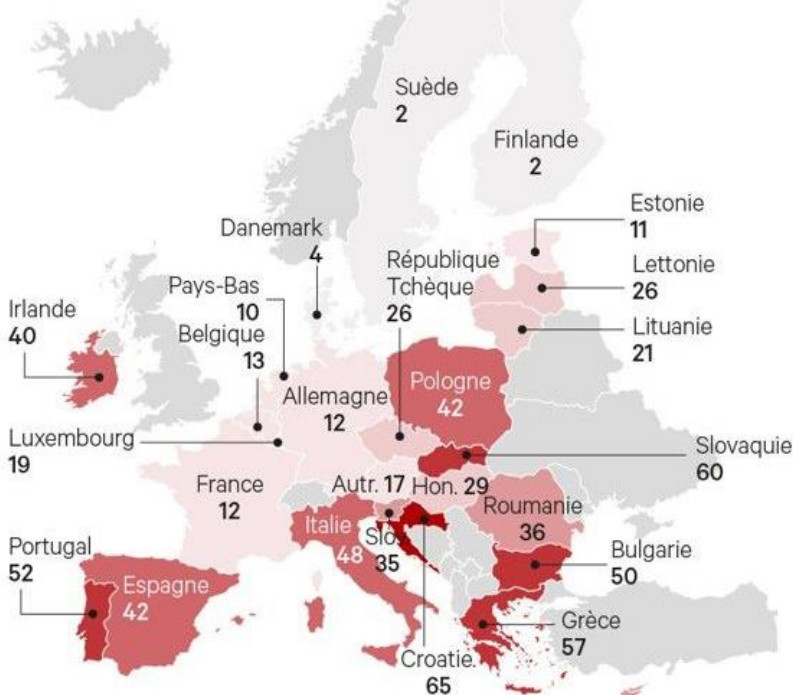 Suède
2
Finlande
2
Estonie
11
Danemark
4
République
Tchèque
26
Lettonie
26
Pays-Bas
10
Irlande
40
Belgique
13
Lituanie
21
Allemagne
12
Pologne
42
Luxembourg
19
Slovaquie
60
France
12
Autr. 17
Hon. 29
Roumanie
36
Italie
48
Slo.
35
Portugal
52
Espagne
42
Bulgarie
50
Grèce
57
Croatie.
65